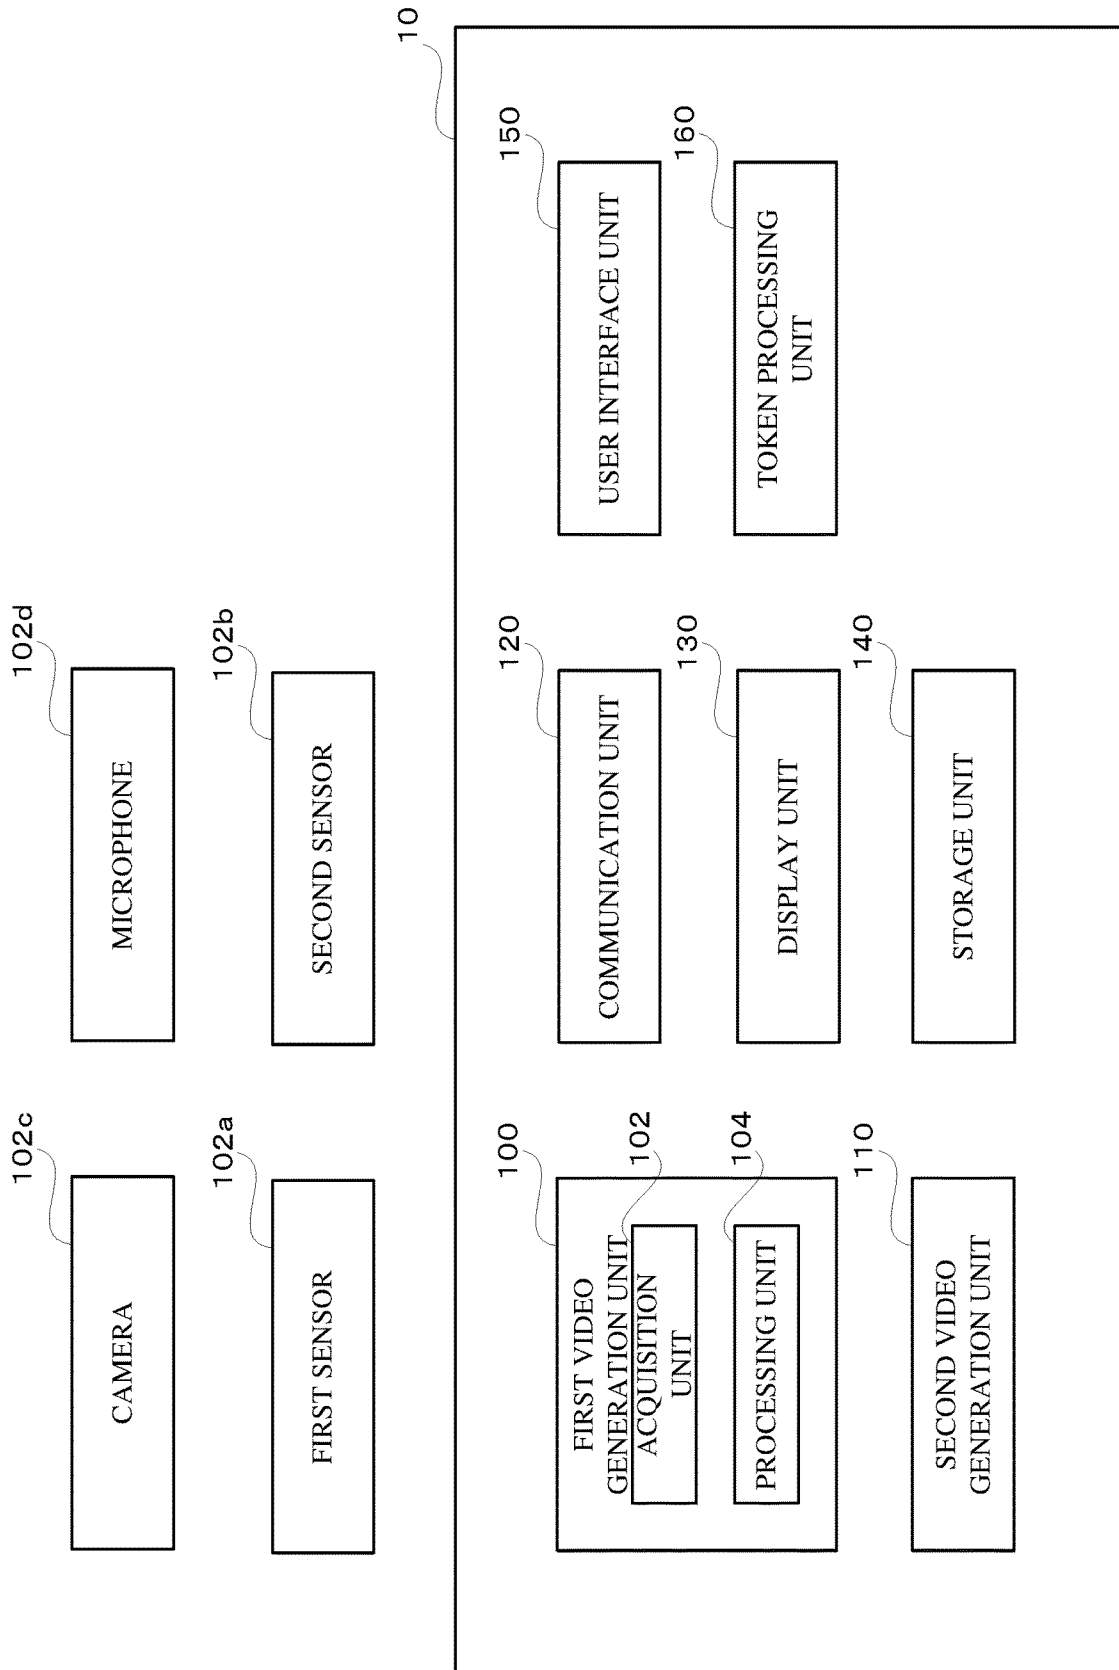 102c
CAMERA
102d
MICROPHONE
102a
FIRST SENSOR
102b
SECOND SENSOR
10
100
FIRST VIDEO
GENERATION UNIT
102
ACQUISITION
UNIT
104
PROCESSING UNIT
110
SECOND VIDEO
GENERATION UNIT
120
COMMUNICATION UNIT
130
DISPLAY UNIT
140
STORAGE UNIT
150
USER INTERFACE UNIT
160
TOKEN PROCESSING
UNIT